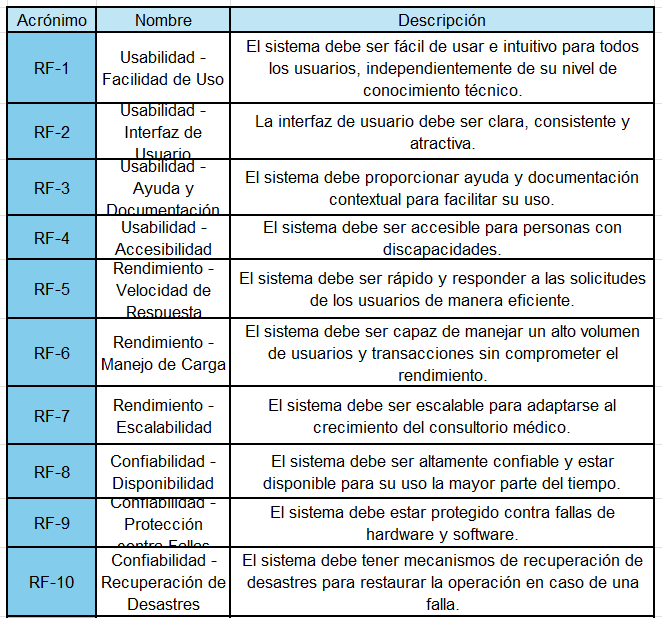 Acrónimo Nombre Descripción
RF-1
Usabilidad -
Facilidad de Uso
El sistema debe ser fácil de usar e intuitivo para todos
los usuarios, independientemente de su nivel de
conocimiento técnico.
RF-2
Usabilidad -
Interfaz de
Usuario
La interfaz de usuario debe ser clara, consistente y
atractiva.
RF-3
Usabilidad -
Ayuda y
Documentación
El sistema debe proporcionar ayuda y documentación
contextual para facilitar su uso.
RF-4
Usabilidad -
Accesibilidad
El sistema debe ser accesible para personas con
discapacidades.
RF-5
Rendimiento -
Velocidad de
Respuesta
El sistema debe ser rápido y responder a las solicitudes
de los usuarios de manera eficiente.
RF-6
Rendimiento -
Manejo de Carga
El sistema debe ser capaz de manejar un alto volumen
de usuarios y transacciones sin comprometer el
rendimiento.
RF-7
Rendimiento -
Escalabilidad
El sistema debe ser escalable para adaptarse al
crecimiento del consultorio médico.
RF-8
Confiabilidad -
Disponibilidad
El sistema debe ser altamente confiable y estar
disponible para su uso la mayor parte del tiempo.
RF-9
Confiabilidad -
Protección
contra Fallas
El sistema debe estar protegido contra fallas de
hardware y software.
RF-10
Confiabilidad -
Recuperación de
Desastres
El sistema debe tener mecanismos de recuperación de
desastres para restaurar la operación en caso de una
falla.